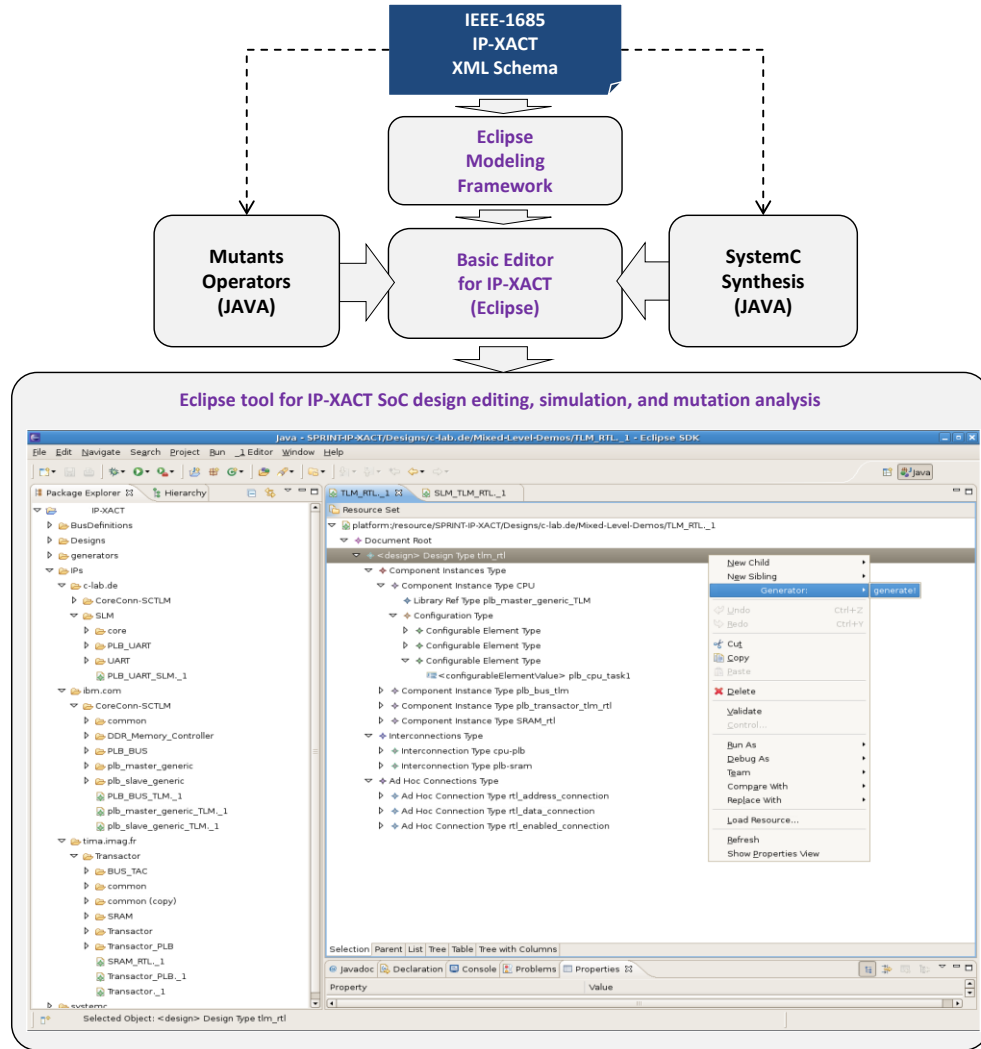 IEEE-1685
IP-XACT
XML Schema
Eclipse
Modeling
Framework
Mutants
Operators
(JAVA)
Basic Editor
for IP-XACT
(Eclipse)
SystemC
Synthesis
(JAVA)
Eclipse tool for IP-XACT SoC design editing, simulation, and mutation analysis
Java - SPRINT-IP-XACT/Designs/c-lab.de/Mixed-Level-Demos/TLM_RTL._1 - Eclipse SDK
File Edit Navigate Search Project Run _1 Editor Window Help
Java
Package Explorer Hierarchy
IP-XACT
BusDefinitions
Designs
generators
IPs
c-lab.de
CoreConn-SCTLM
SLM
core
PLB_UART
UART
PLB_UART_SLM._1
ibm.com
CoreConn-SCTLM
common
DDR_Memory_Controller
PLB_BUS
plb_master_generic
plb_slave_generic
PLB_BUS_TLM._1
plb_master_generic_TLM._1
plb_slave_generic_TLM._1
tima.imag.fr
Transactor
BUS_TAC
common
common (copy)
SRAM
Transactor
Transactor_PLB
SRAM_RTL._1
Transactor_PLB._1
Transactor._1
systemc
TLM_RTL._1 SLM_TLM_RTL._1
Resource Set
platform:/resource/SPRINT-IP-XACT/Designs/c-lab.de/Mixed-Level-Demos/TLM_RTL._1
Document Root
<design> Design Type tlm_rtl
Component Instances Type
Component Instance Type CPU
Library Ref Type plb_master_generic_TLM
Configuration Type
Configurable Element Type
Configurable Element Type
Configurable Element Type
<configurableElementValue> plb_cpu_task1
Component Instance Type plb_bus_tlm
Component Instance Type plb_transactor_tlm_rtl
Component Instance Type SRAM_rtl
Interconnections Type
Interconnection Type cpu-plb
Interconnection Type plb-sram
Ad Hoc Connections Type
Ad Hoc Connection Type rtl_address_connection
Ad Hoc Connection Type rtl_data_connection
Ad Hoc Connection Type rtl_enabled_connection
New Child
New Sibling
Generator: generate!
Undo Ctrl+Z
Redo Ctrl+Y
Cut
Copy
Paste
Delete
Validate
Control...
Run As
Debug As
Team
Compare With
Replace With
Load Resource...
Refresh
Show Properties View
Selection Parent List Tree Table Tree with Columns
Javadoc Declaration Console Problems Properties
Property Value
Selected Object: <design> Design Type tlm_rtl